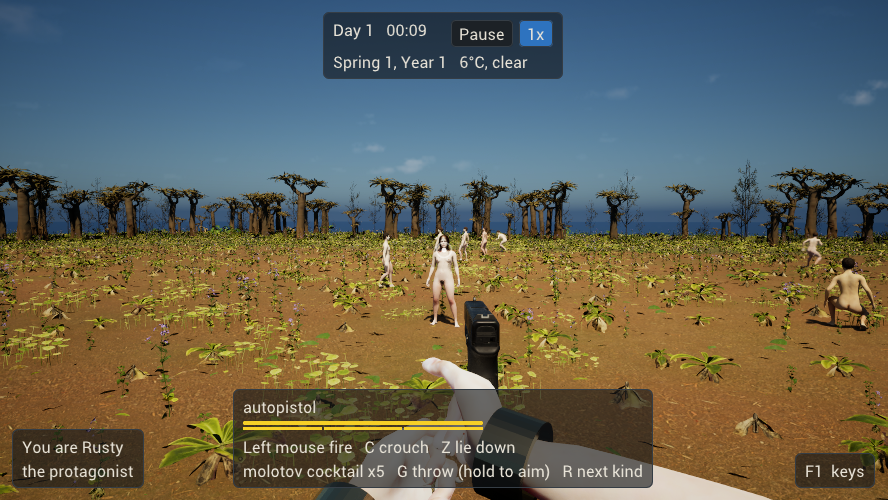 Day 1 00:09 Pause 1x
Spring 1, Year 1 6°C, clear
autopistol
Left mouse fire C crouch Z lie down
molotov cocktail x5 G throw (hold to aim) R next kind
You are Rusty
the protagonist
F1 keys